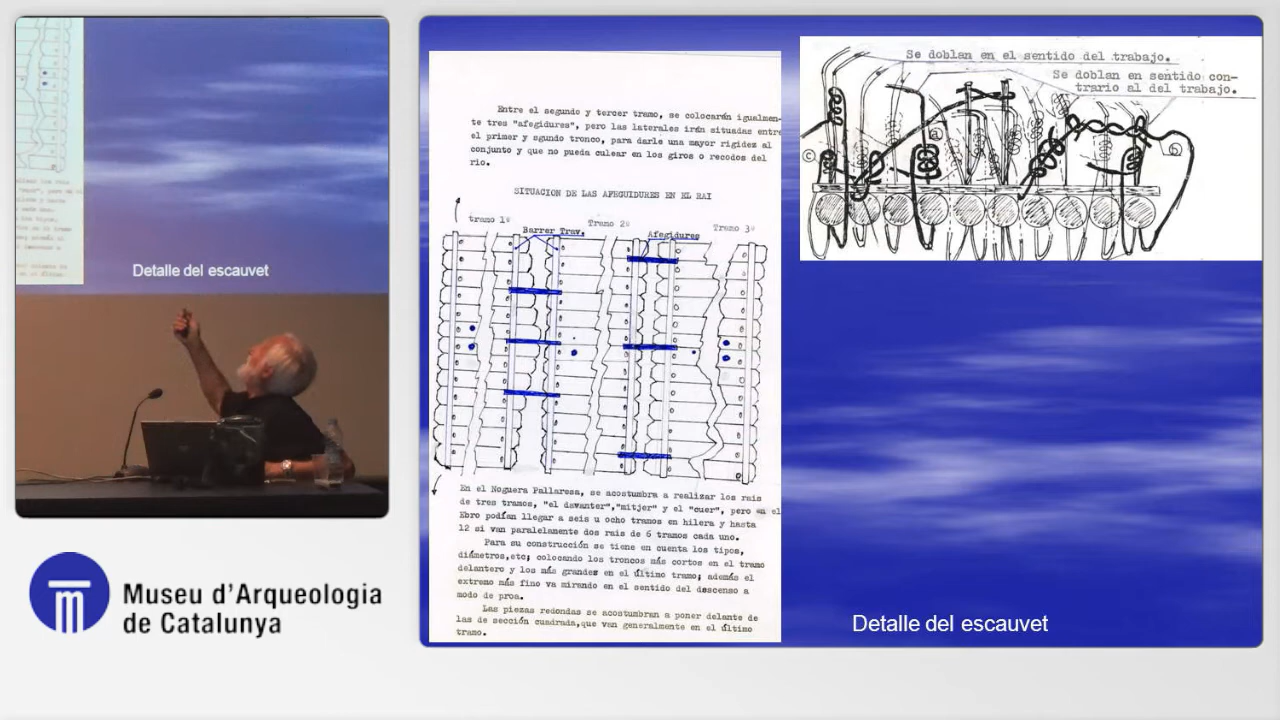 Detalle del escauvet
Museu d'Arqueologia
de Catalunya
Entre el segundo y tercer tramo, se colocarán igualmen-
te tres "afegidures", pero las laterales irán situadas entre
el primer y sgundo tronco, para darle una mayor rigidez al
conjunto y que no pueda culear en los giros o recodos del
rio.
SITUACION DE LAS AFEGUIDURES EN EL RAI
tramo 1º
Tramo 2º
Tramo 3º
Barrer Trav.
Afegidures
En el Noguera Pallaresa, se acostumbra a realizar los rais
de tres tramos, "el davanter","mitjer" y el "cuer", pero en el
Ebro podían llegar a seis u ocho tramos en hilera y hasta
12 si van paralelamente dos rais de 6 tramos cada uno.
Para su construcción se tiene en cuenta los tipos,
diámetros,etc; colocando los troncos más cortos en el tramo
delantero y los más grandes en el último tramo; además el
extremo más fino va mirando en el sentido del descenso a
modo de proa.
Las piezas redondas se acostumbran a poner delante de
las de sección cuadrada,que van generalmente en el último
tramo.
Se doblan en el sentido del trabajo.
Se doblan en sentido con-
trario al del trabajo.
c
a
b
Detalle del escauvet